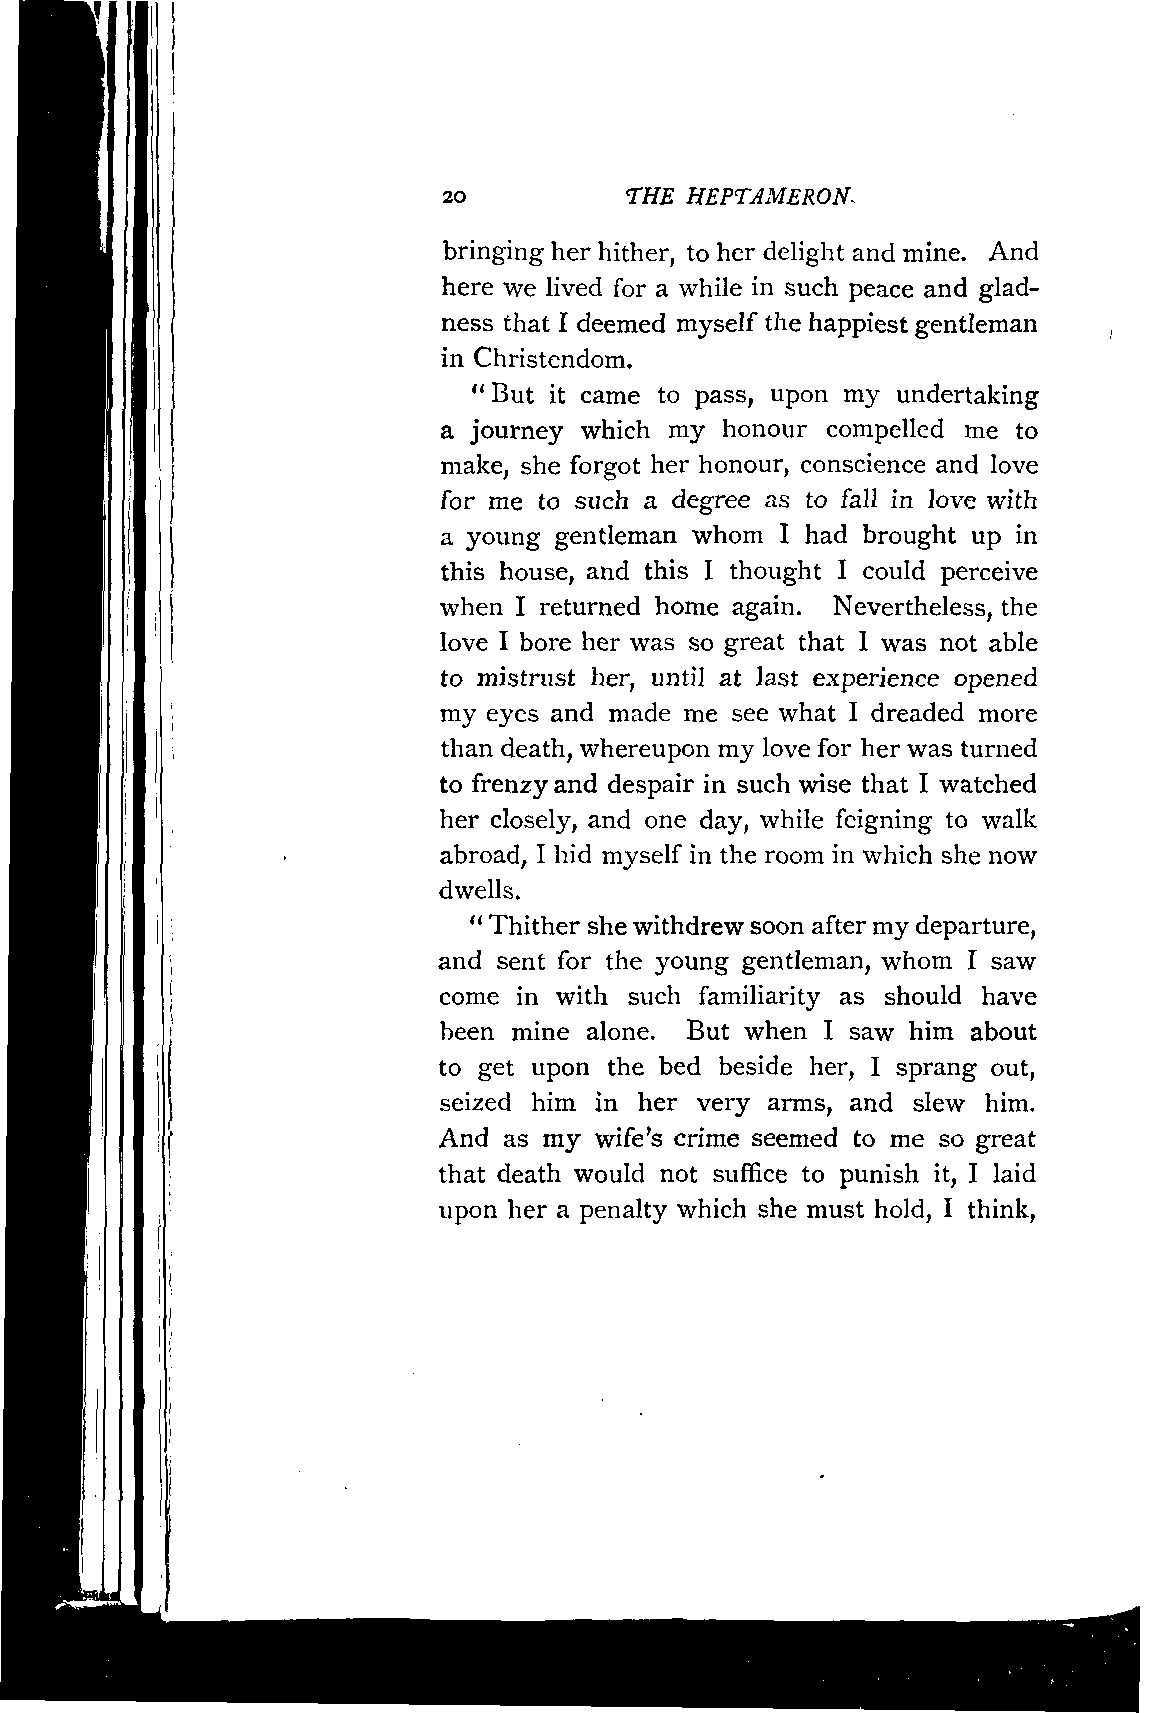 20 THE HEPTAMERON.
bringing her hither, to her delight and mine. And
here we lived for a while in such peace and glad-
ness that I deemed myself the happiest gentleman
in Christendom.
"But it came to pass, upon my undertaking
a journey which my honour compelled me to
make, she forgot her honour, conscience and love
for me to such a degree as to fall in love with
a young gentleman whom I had brought up in
this house, and this I thought I could perceive
when I returned home again. Nevertheless, the
love I bore her was so great that I was not able
to mistrust her, until at last experience opened
my eyes and made me see what I dreaded more
than death, whereupon my love for her was turned
to frenzy and despair in such wise that I watched
her closely, and one day, while feigning to walk
abroad, I hid myself in the room in which she now
dwells.
"Thither she withdrew soon after my departure,
and sent for the young gentleman, whom I saw
come in with such familiarity as should have
been mine alone. But when I saw him about
to get upon the bed beside her, I sprang out,
seized him in her very arms, and slew him.
And as my wife's crime seemed to me so great
that death would not suffice to punish it, I laid
upon her a penalty which she must hold, I think,